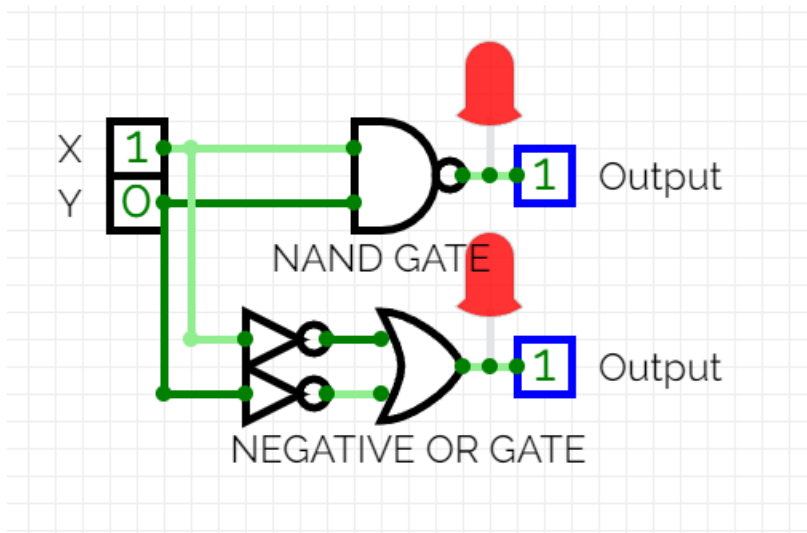 X 1
1 Output
Y 0
NAND GATE
1 Output
NEGATIVE OR GATE